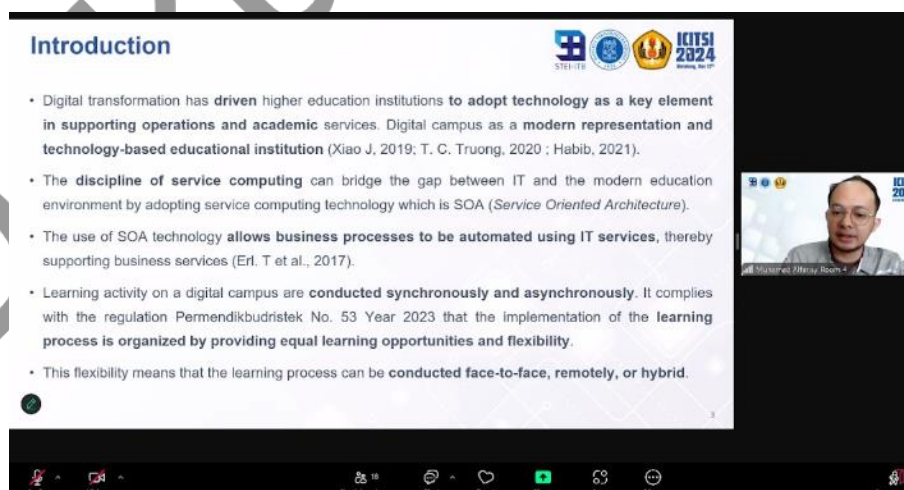 Introduction
STEI-ITB
ICITSI
2024
• Digital transformation has driven higher education institutions to adopt technology as a key element
in supporting operations and academic services. Digital campus as a modern representation and
technology-based educational institution (Xiao J, 2019; T. C. Truong, 2020 ; Habib, 2021).
• The discipline of service computing can bridge the gap between IT and the modern education
environment by adopting service computing technology which is SOA (Service Oriented Architecture).
• The use of SOA technology allows business processes to be automated using IT services, thereby
supporting business services (Erl. T et al., 2017).
• Learning activity on a digital campus are conducted synchronously and asynchronously. It complies
with the regulation Permendikbudristek No. 53 Year 2023 that the implementation of the learning
process is organized by providing equal learning opportunities and flexibility.
• This flexibility means that the learning process can be conducted face-to-face, remotely, or hybrid.
3
Room 4
18